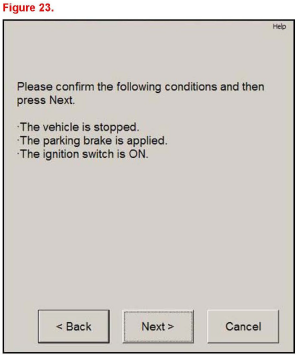 Figure 23.
Help
Please confirm the following conditions and then
press Next.
·The vehicle is stopped.
·The parking brake is applied.
·The ignition switch is ON.
< Back
Next >
Cancel